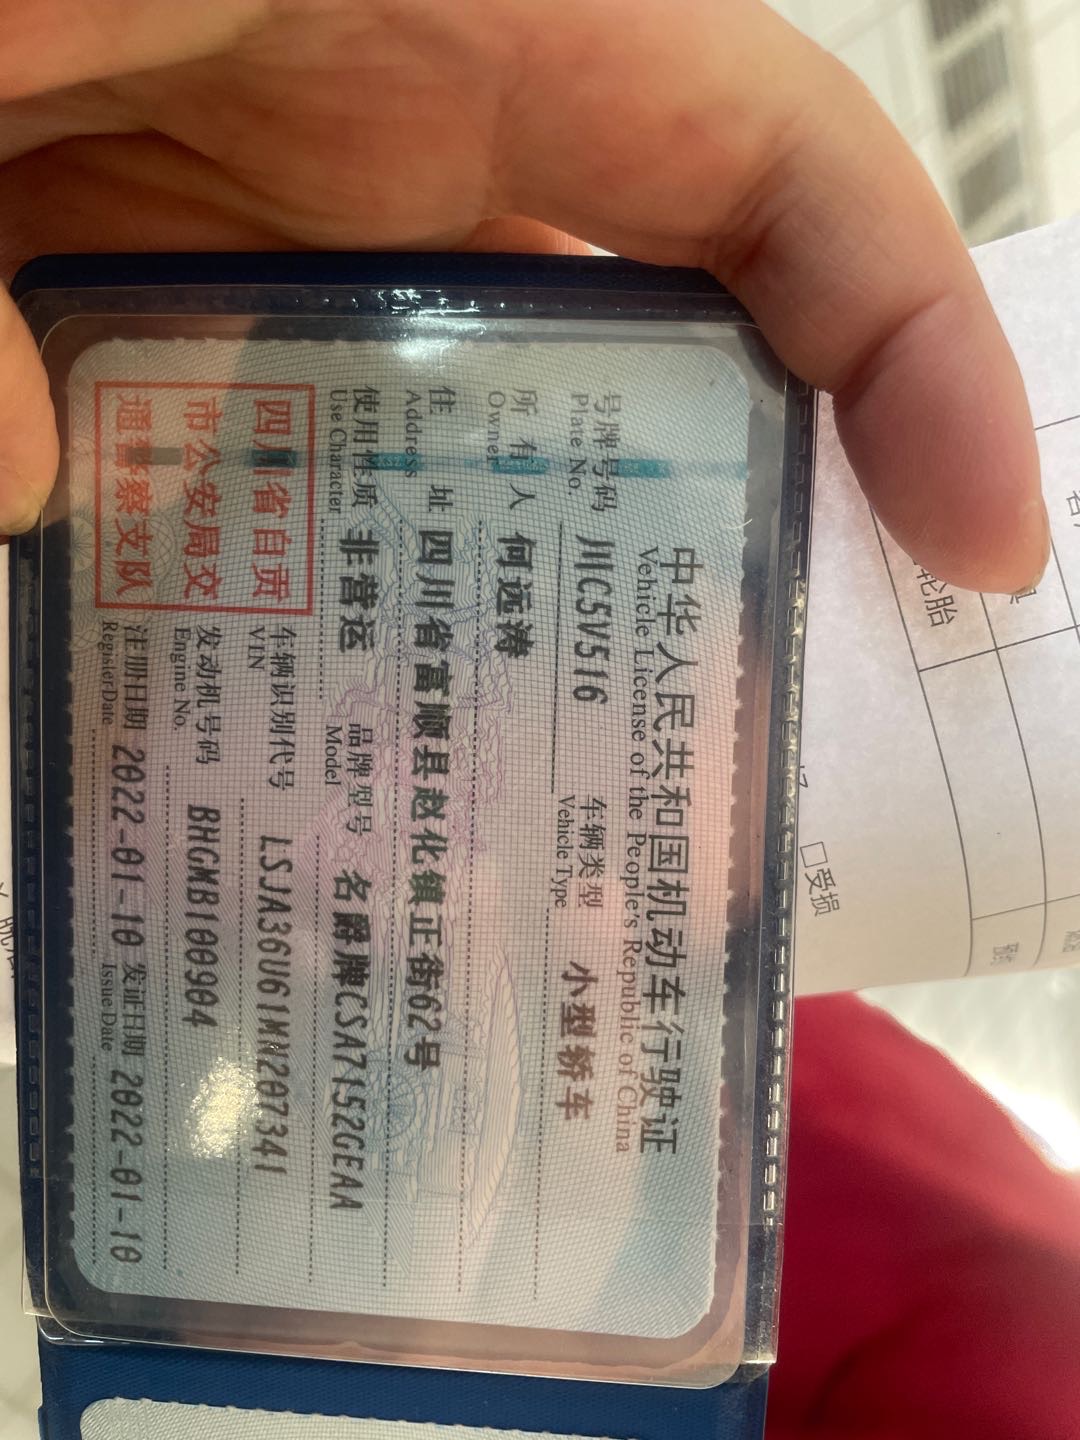 中华人民共和国机动车行驶证
Vehicle License of the People's Republic of China
号牌号码 川C5V516 车辆类型 小型轿车
Plate No. Vehicle Type
所有人 何远涛
Owner
住址 四川省富顺县赵化镇正街62号
Address
使用性质 非营运 品牌型号 名爵牌CSA7152GEAA
Use Character Model
四川省自贡
市公安局交
通警察支队
车辆识别代号 LSJA36U61MN207341
VIN
发动机号码 BHGMB100904
Engine No.
注册日期 2022-01-10 发证日期 2022-01-10
Register Date Issue Date
轮胎
□受损